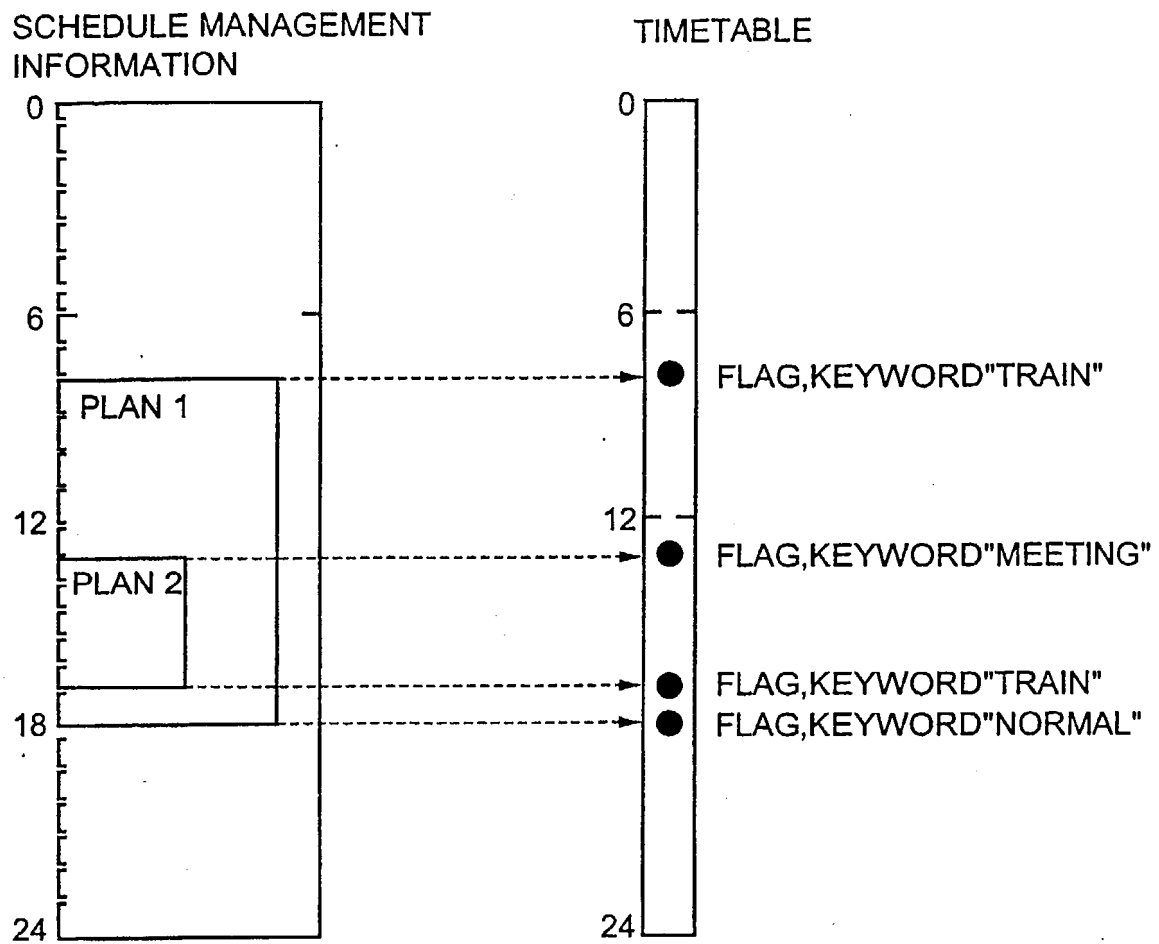 SCHEDULE MANAGEMENT
INFORMATION
TIMETABLE
0
6
12
18
24
PLAN 1
PLAN 2
0
6
12
18
24
FLAG,KEYWORD"TRAIN"
FLAG,KEYWORD"MEETING"
FLAG,KEYWORD"TRAIN"
FLAG,KEYWORD"NORMAL"